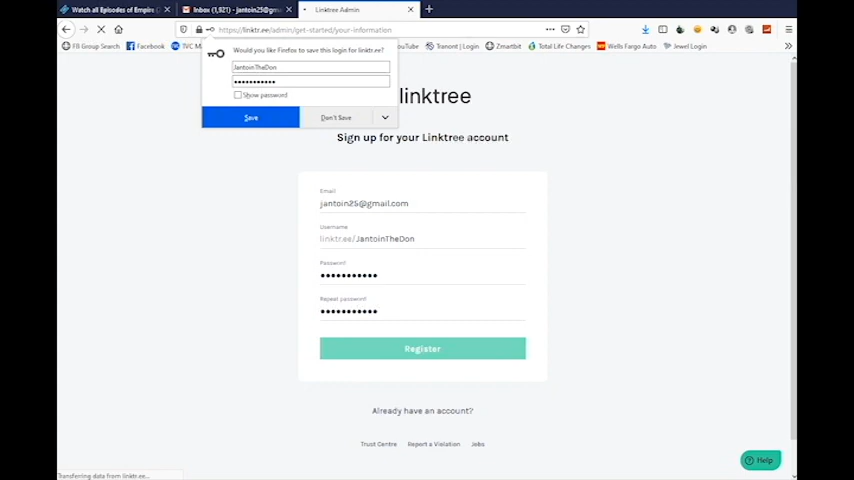 Watch all Episodes of Empire
Inbox (1,921) - jantoin25@gm
Linktree Admin
https://linktr.ee/admin/get-started/your-information
FB Group Search
Facebook
TVC
ouTube
Tranont | Login
Zmartbit
Total Life Changes
Wells Fargo Auto
Jewel Login
Would you like Firefox to save this login for linktr.ee?
JantoinTheDon
Show password
Save
Don't Save
linktree
Sign up for your Linktree account
Email
jantoin25@gmail.com
Username
linktr.ee/JantoinTheDon
Password
Repeat password
Register
Already have an account?
Trust Centre
Report a Violation
Jobs
Help
Transferring data from linktr.ee...